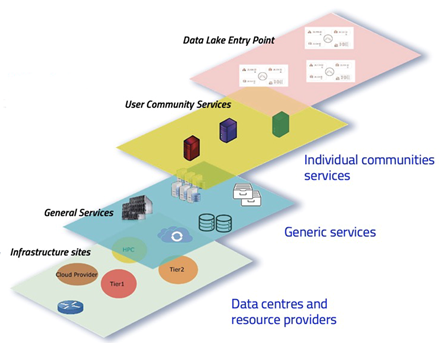 Data Lake Entry Point
User Community Services
Individual communities
services
General Services
Generic services
Infrastructure sites
HPC
Cloud Provider
Tier1
Tier2
Data centres and
resource providers